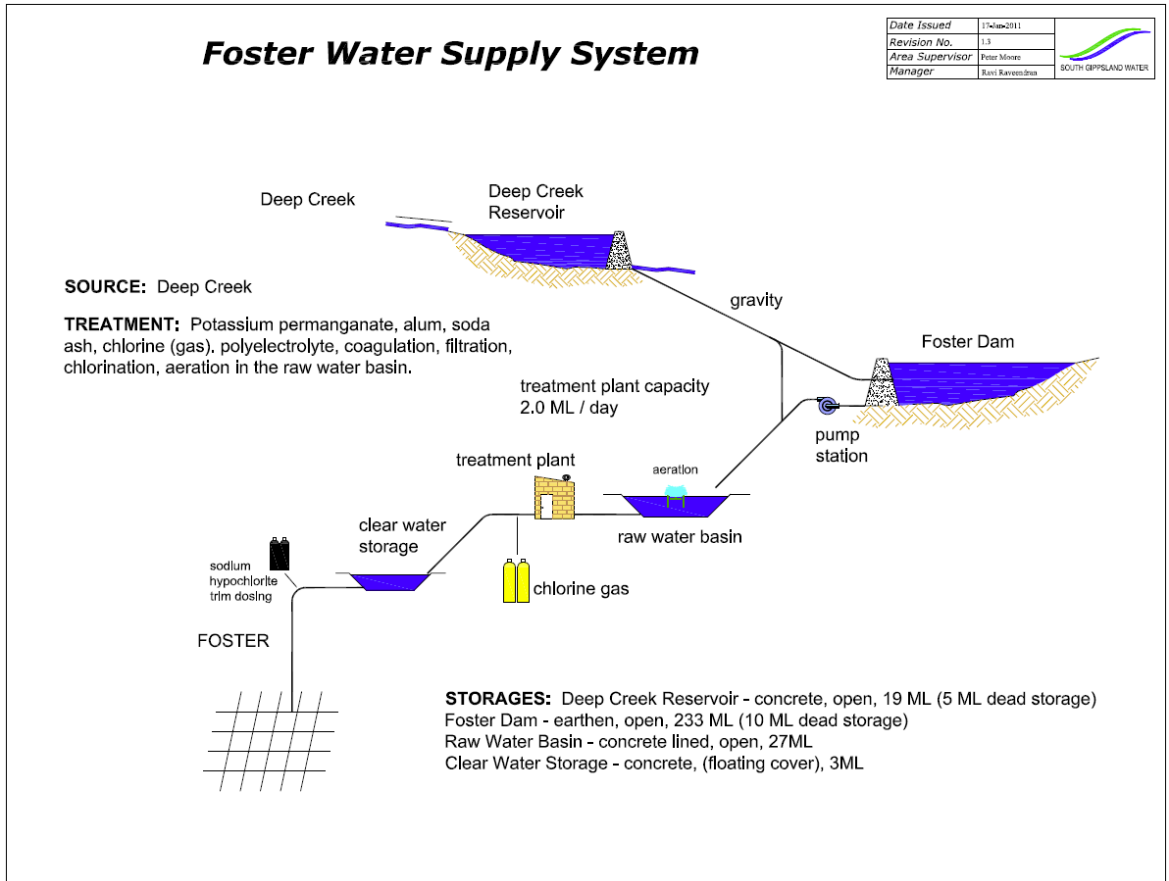 Foster Water Supply System
Date Issued 17-Jan-2011
Revision No. 1.3
Area Supervisor Peter Moore
Manager Ravi Raveendran
SOUTH GIPPSLAND WATER
Deep Creek
Deep Creek
Reservoir
SOURCE: Deep Creek
TREATMENT: Potassium permanganate, alum, soda
ash, chlorine (gas), polyelectrolyte, coagulation, filtration,
chlorination, aeration in the raw water basin.
gravity
Foster Dam
treatment plant capacity
2.0 ML / day
pump
station
treatment plant
aeration
raw water basin
clear water
storage
chlorine gas
sodium
hypochlorite
trim dosing
FOSTER
STORAGES: Deep Creek Reservoir - concrete, open, 19 ML (5 ML dead storage)
Foster Dam - earthen, open, 233 ML (10 ML dead storage)
Raw Water Basin - concrete lined, open, 27ML
Clear Water Storage - concrete, (floating cover), 3ML